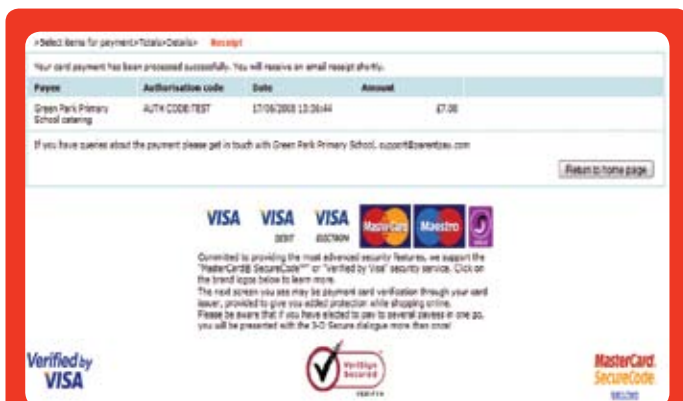 >Select items for payment>Totals>Details> Receipt
Your card payment has been processed successfully. You will receive an email receipt shortly.
Payee Authorisation code Date Amount
Green Park Primary School catering AUTH CODE:TEST 17/06/2008 £7.00
If you have queries about the payment please get in touch with Green Park Primary School, support@parentpay.com
Return to home page
VISA VISA DEBIT VISA ELECTRON MasterCard Maestro
Committed to providing the most advanced security features, we support the
"MasterCard® SecureCode™" or "Verified by Visa" security service. Click on
the brand logos below to learn more.
The next screen you see may be payment card verification through your card
issuer, provided to give you added protection while shopping online.
Please be aware that if you have elected to pay to several payees in one go,
you will be presented with the 3-D Secure dialogue more than once!
Verified by
VISA
VeriSign
Secured
MasterCard.
SecureCode